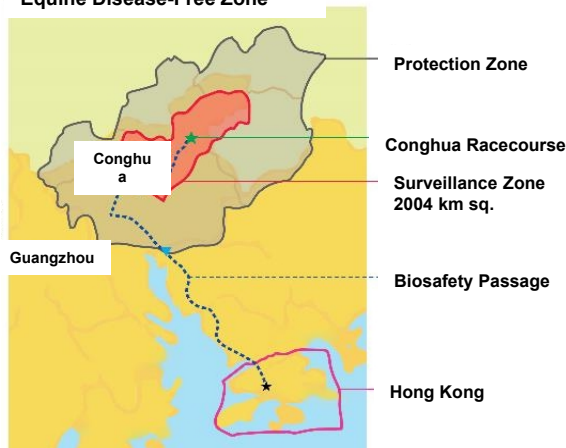 Equine Disease-Free Zone
Protection Zone
Conghua Racecourse
Conghu
a
Surveillance Zone
2004 km sq.
Guangzhou
Biosafety Passage
Hong Kong